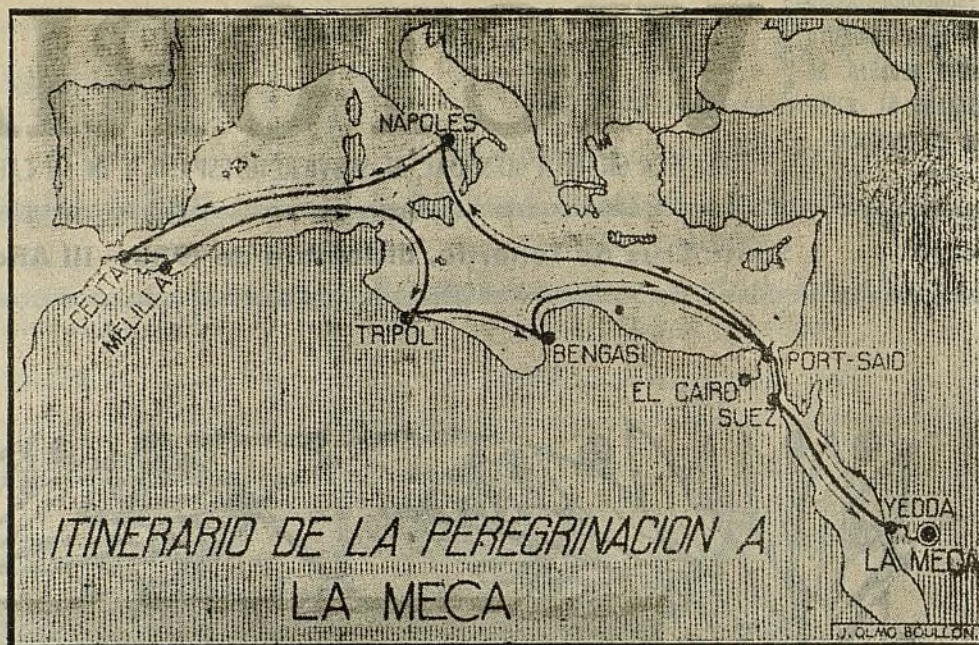 NAPOLES
CEUTA
MELILLA
TRIPOLI
BENGASI
PORT-SAID
EL CAIRO
SUEZ
YEDDA
LA MECA
ITINERARIO DE LA PEREGRINACION A
LA MECA
J. OLMO BOULLON